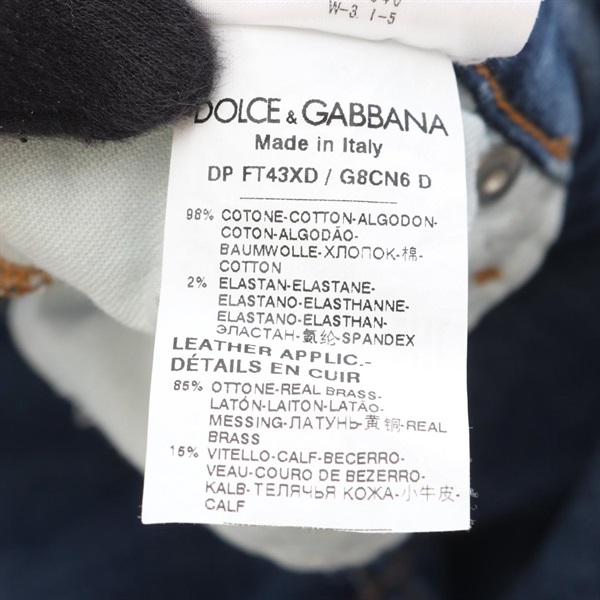 W-3. I-5
DOLCE & GABBANA
Made in Italy
DP FT43XD / G8CN6 D
98% COTONE-COTTON-ALGODON-
COTON-ALGODÃO-
BAUMWOLLE-ХЛОПОК-棉-
COTTON
2% ELASTAN-ELASTANE-
ELASTANO-ELASTHANNE-
ELASTANO-ELASTHAN-
ЭЛАСТАН-氨纶-SPANDEX
LEATHER APPLIC.-
DÉTAILS EN CUIR
85% OTTONE-REAL BRASS-
LATÓN-LAITON-LATÃO-
MESSING-ЛАТУНЬ-黄铜-REAL
BRASS
15% VITELLO-CALF-BECERRO-
VEAU-COURO DE BEZERRO-
KALB-ТЕЛЯЧЬЯ КОЖА-小牛皮-
CALF